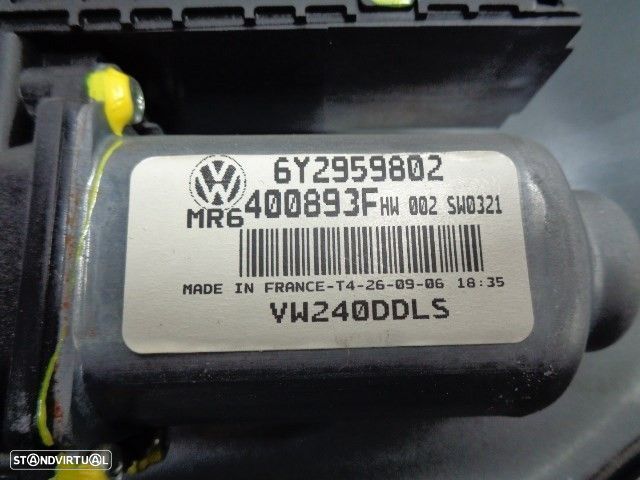 6Y2959802
MR6400893F HW 002 SW0321
MADE IN FRANCE-T4-26-09-06 18:35
VW240DDLS
STANDVIRTUAL